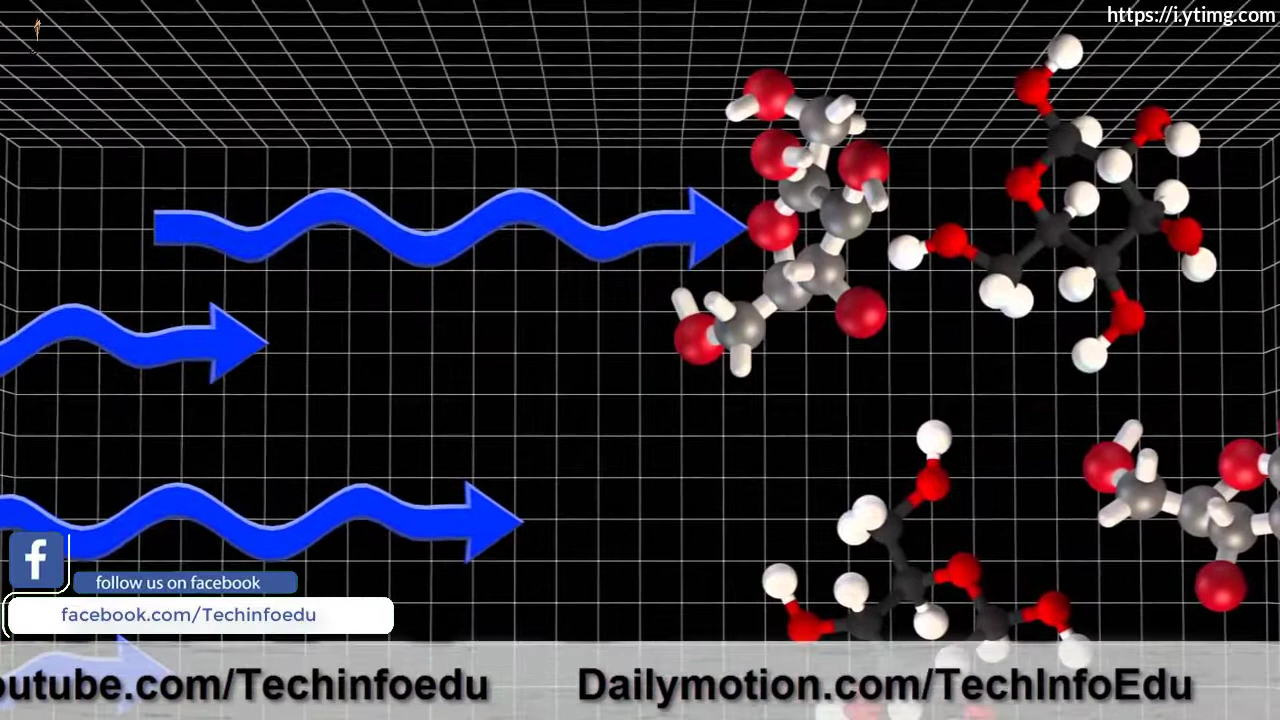 https://i.ytimg.com
f
follow us on facebook
facebook.com/Techinfoedu
outube.com/Techinfoedu Dailymotion.com/TechInfoEdu